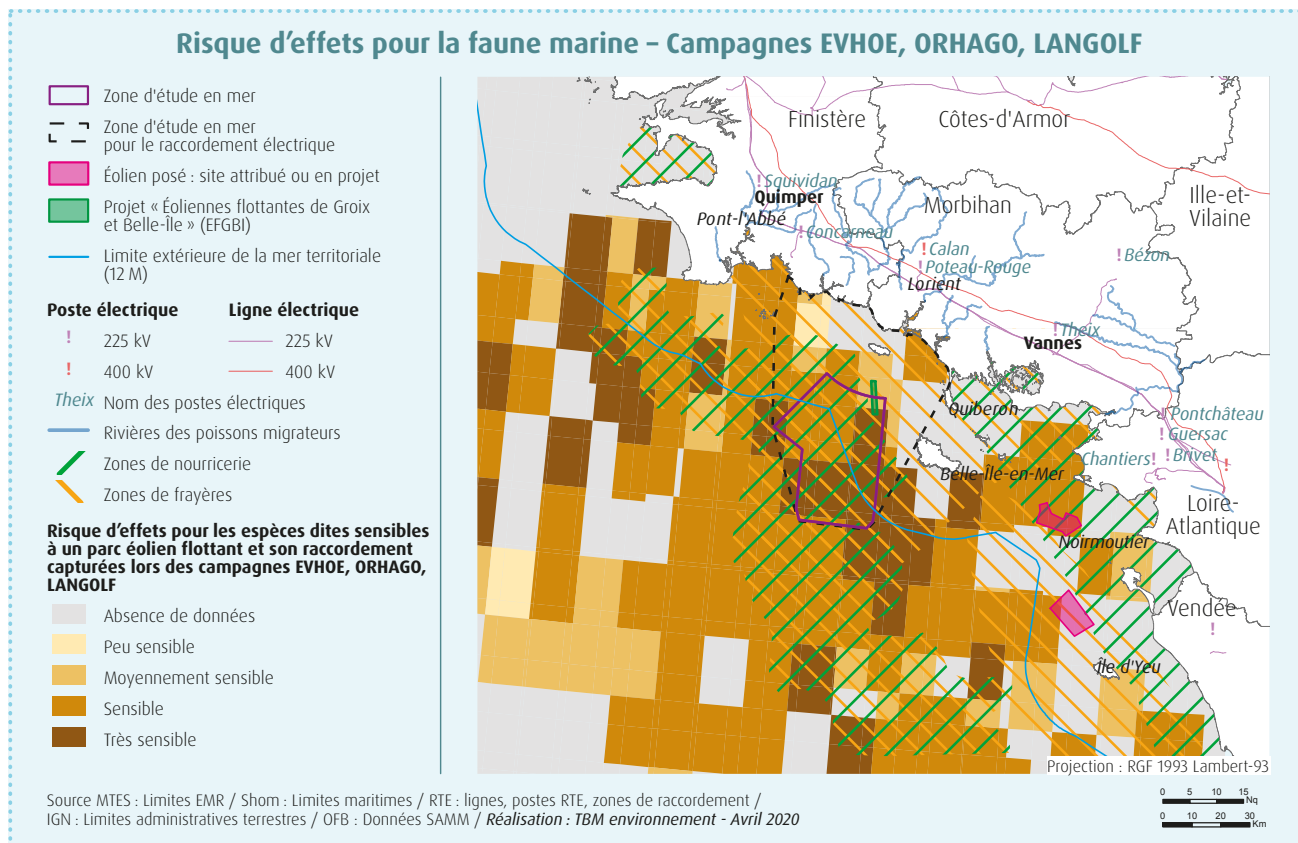 Risque d'effets pour la faune marine – Campagnes EVHOE, ORHAGO, LANGOLF
Zone d'étude en mer
Zone d'étude en mer
pour le raccordement électrique
Éolien posé : site attribué ou en projet
Projet « Éoliennes flottantes de Groix
et Belle-Île » (EFGBI)
Limite extérieure de la mer territoriale
(12 M)
Poste électrique
Ligne électrique
! 225 kV
225 kV
! 400 kV
400 kV
Theix Nom des postes électriques
Rivières des poissons migrateurs
Zones de nourricerie
Zones de frayères
Risque d'effets pour les espèces dites sensibles
à un parc éolien flottant et son raccordement
capturées lors des campagnes EVHOE, ORHAGO,
LANGOLF
Absence de données
Peu sensible
Moyennement sensible
Sensible
Très sensible
Finistère
Côtes-d'Armor
Ille-et-
Vilaine
! Squividan
Quimper
Morbihan
Pont-l'Abbé
! Concarneau
! Calan
! Bézon
! Poteau-Rouge
Lorient
! Theix
Vannes
Quiberon
! Pontchâteau
! Guersac
Chantiers !
! Brivet
!
Belle-Île-en-Mer
Loire-
Atlantique
Noirmoutier
Vendée
!
Île d'Yeu
Projection : RGF 1993 Lambert-93
Source MTES : Limites EMR / Shom : Limites maritimes / RTE : lignes, postes RTE, zones de raccordement /
IGN : Limites administratives terrestres / OFB : Données SAMM / Réalisation : TBM environnement - Avril 2020
0 5 10 15
Nq
0 10 20 30
Km